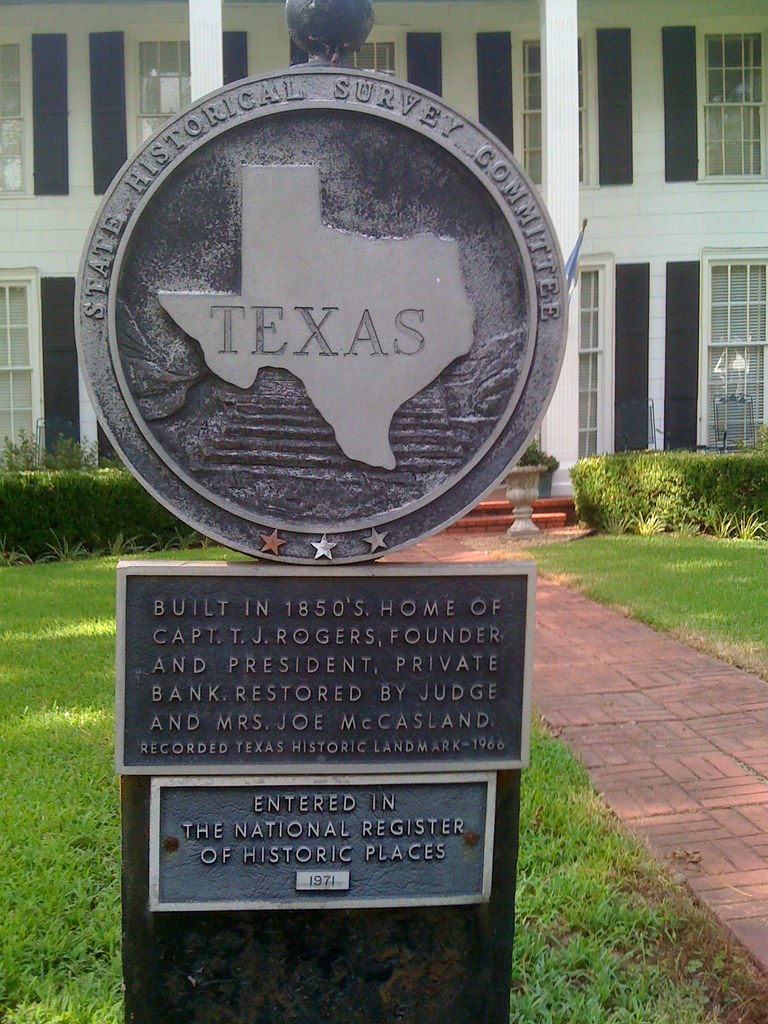 STATE HISTORICAL SURVEY COMMITTEE
TEXAS
BUILT IN 1850'S. HOME OF
CAPT. T. J. ROGERS, FOUNDER
AND PRESIDENT, PRIVATE
BANK. RESTORED BY JUDGE
AND MRS. JOE McCASLAND.
RECORDED TEXAS HISTORIC LANDMARK-1966
ENTERED IN
THE NATIONAL REGISTER
OF HISTORIC PLACES
1971